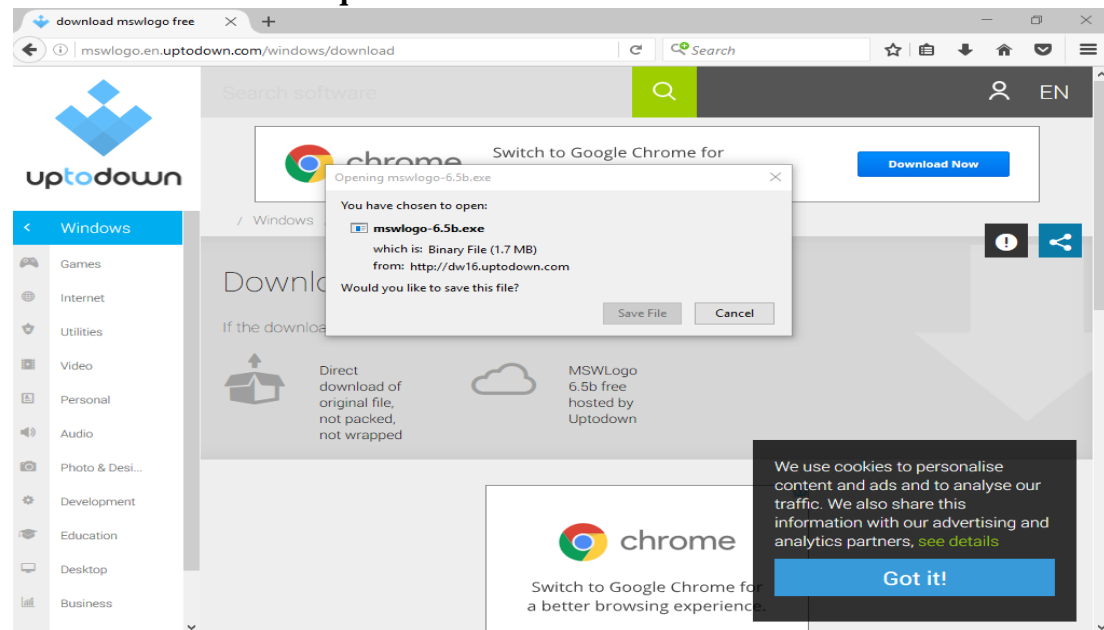 download mswlogo free
mswlogo.en.uptodown.com/windows/download
Search
Search software
EN
uptodown
chrome
Switch to Google Chrome for
Download Now
Windows
/ Windows
Opening mswlogo-6.5b.exe
You have chosen to open:
mswlogo-6.5b.exe
which is: Binary File (1.7 MB)
from: http://dw16.uptodown.com
Would you like to save this file?
Save File
Cancel
Games
Internet
Utilities
Video
Personal
Audio
Photo & Desi...
Development
Education
Desktop
Business
If the
Direct
download of
original file,
not packed,
not wrapped
MSWLogo
6.5b free
hosted by
Uptodown
We use cookies to personalise
content and ads and to analyse our
traffic. We also share this
information with our advertising and
analytics partners, see details
Got it!
chrome
Switch to Google Chrome for
a better browsing experience.